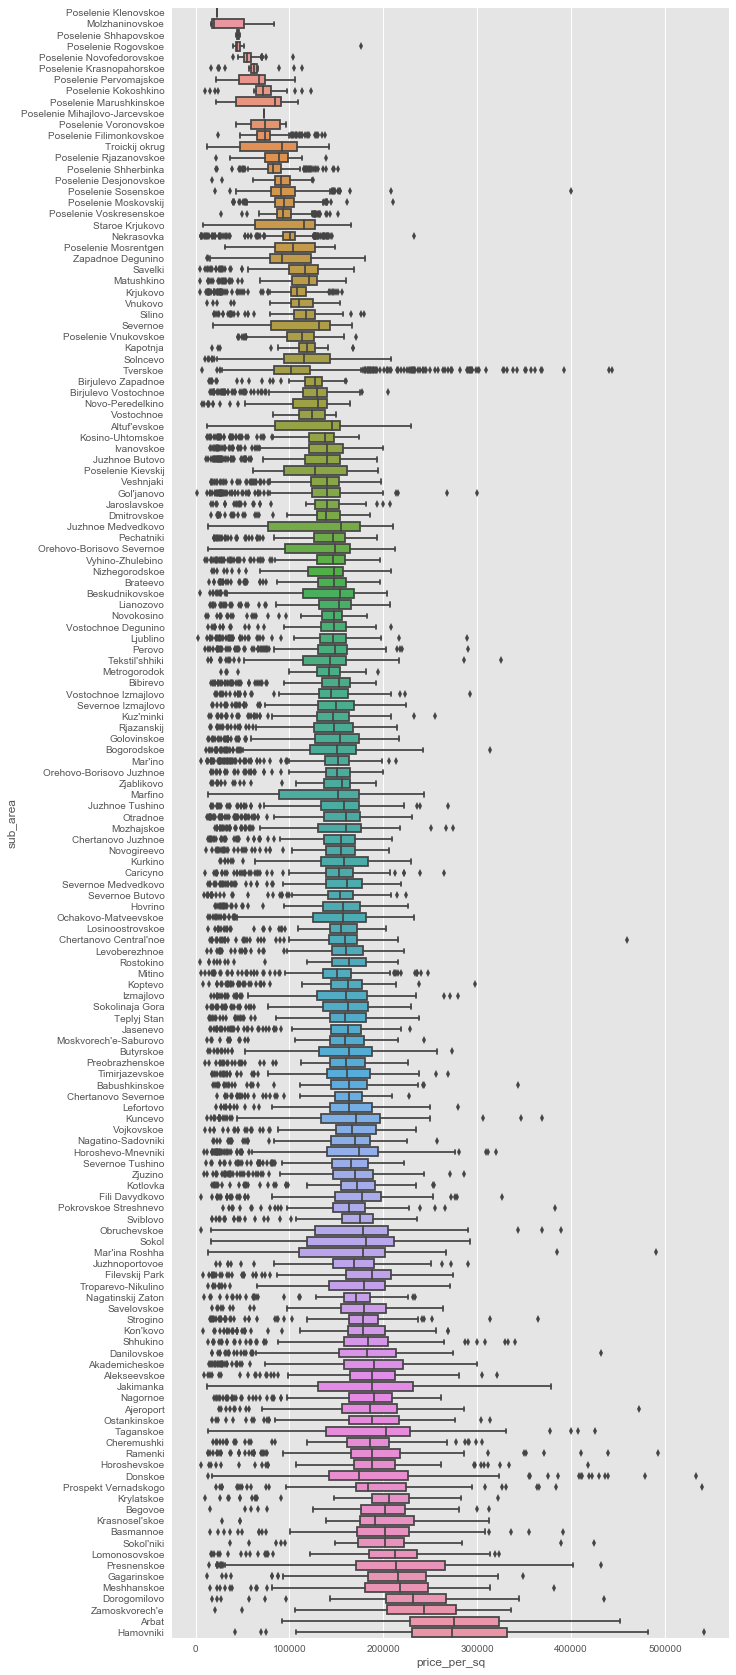 Poselenie Klenovskoe
Molzhaninovskoe
Poselenie Shhapovskoe
Poselenie Rogovskoe
Poselenie Novofedorovskoe
Poselenie Krasnopahorskoe
Poselenie Pervomajskoe
Poselenie Kokoshkino
Poselenie Marushkinskoe
Poselenie Mihajlovo-Jarcevskoe
Poselenie Voronovskoe
Poselenie Filimonkovskoe
Troickij okrug
Poselenie Rjazanovskoe
Poselenie Shherbinka
Poselenie Desjonovskoe
Poselenie Sosenskoe
Poselenie Moskovskij
Poselenie Voskresenskoe
Staroe Krjukovo
Nekrasovka
Poselenie Mosrentgen
Zapadnoe Degunino
Savelki
Matushkino
Krjukovo
Vnukovo
Silino
Severnoe
Poselenie Vnukovskoe
Kapotnja
Solncevo
Tverskoe
Birjulevo Zapadnoe
Birjulevo Vostochnoe
Novo-Peredelkino
Vostochnoe
Altuf'evskoe
Kosino-Uhtomskoe
Ivanovskoe
Juzhnoe Butovo
Poselenie Kievskij
Veshnjaki
Gol'janovo
Jaroslavskoe
Dmitrovskoe
Juzhnoe Medvedkovo
Pechatniki
Orehovo-Borisovo Severnoe
Vyhino-Zhulebino
Nizhegorodskoe
Brateevo
Beskudnikovskoe
Lianozovo
Novokosino
Vostochnoe Degunino
Ljublino
Perovo
Tekstil'shhiki
Metrogorodok
Bibirevo
Vostochnoe Izmajlovo
Severnoe Izmajlovo
Kuz'minki
Rjazanskij
Golovinskoe
Bogorodskoe
Mar'ino
Orehovo-Borisovo Juzhnoe
Zjablikovo
Marfino
Juzhnoe Tushino
Otradnoe
Mozhajskoe
Chertanovo Juzhnoe
Novogireevo
Kurkino
Caricyno
Severnoe Medvedkovo
Severnoe Butovo
Hovrino
Ochakovo-Matveevskoe
Losinoostrovskoe
Chertanovo Central'noe
Levoberezhnoe
Rostokino
Mitino
Koptevo
Izmajlovo
Sokolinaja Gora
Teplyj Stan
Jasenevo
Moskvorech'e-Saburovo
Butyrskoe
Preobrazhenskoe
Timirjazevskoe
Babushkinskoe
Chertanovo Severnoe
Lefortovo
Kuncevo
Vojkovskoe
Nagatino-Sadovniki
Horoshevo-Mnevniki
Severnoe Tushino
Zjuzino
Kotlovka
Fili Davydkovo
Pokrovskoe Streshnevo
Sviblovo
Obruchevskoe
Sokol
Mar'ina Roshha
Juzhnoportovoe
Filevskij Park
Troparevo-Nikulino
Nagatinskij Zaton
Savelovskoe
Strogino
Kon'kovo
Shhukino
Danilovskoe
Akademicheskoe
Alekseevskoe
Jakimanka
Nagornoe
Ajeroport
Ostankinskoe
Taganskoe
Cheremushki
Ramenki
Horoshevskoe
Donskoe
Prospekt Vernadskogo
Krylatskoe
Begovoe
Krasnosel'skoe
Basmannoe
Sokol'niki
Lomonosovskoe
Presnenskoe
Gagarinskoe
Meshhanskoe
Dorogomilovo
Zamoskvorech'e
Arbat
Hamovniki
sub_area
0 100000 200000 300000 400000 500000
price_per_sq